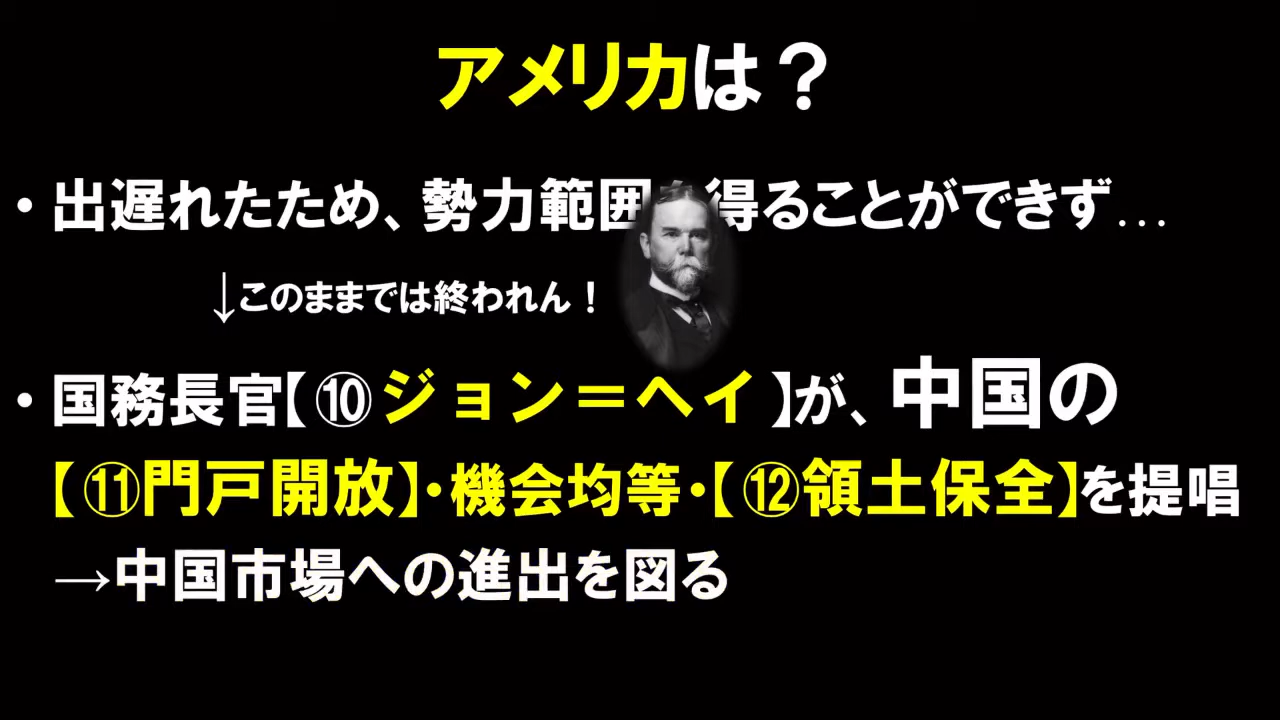 アメリカは？
・出遅れたため、勢力範囲 得ることができず…
↓このままでは終われん！
・国務長官【⑩ジョン＝ヘイ】が、中国の
【⑪門戸開放】・機会均等・【⑫領土保全】を提唱
→中国市場への進出を図る